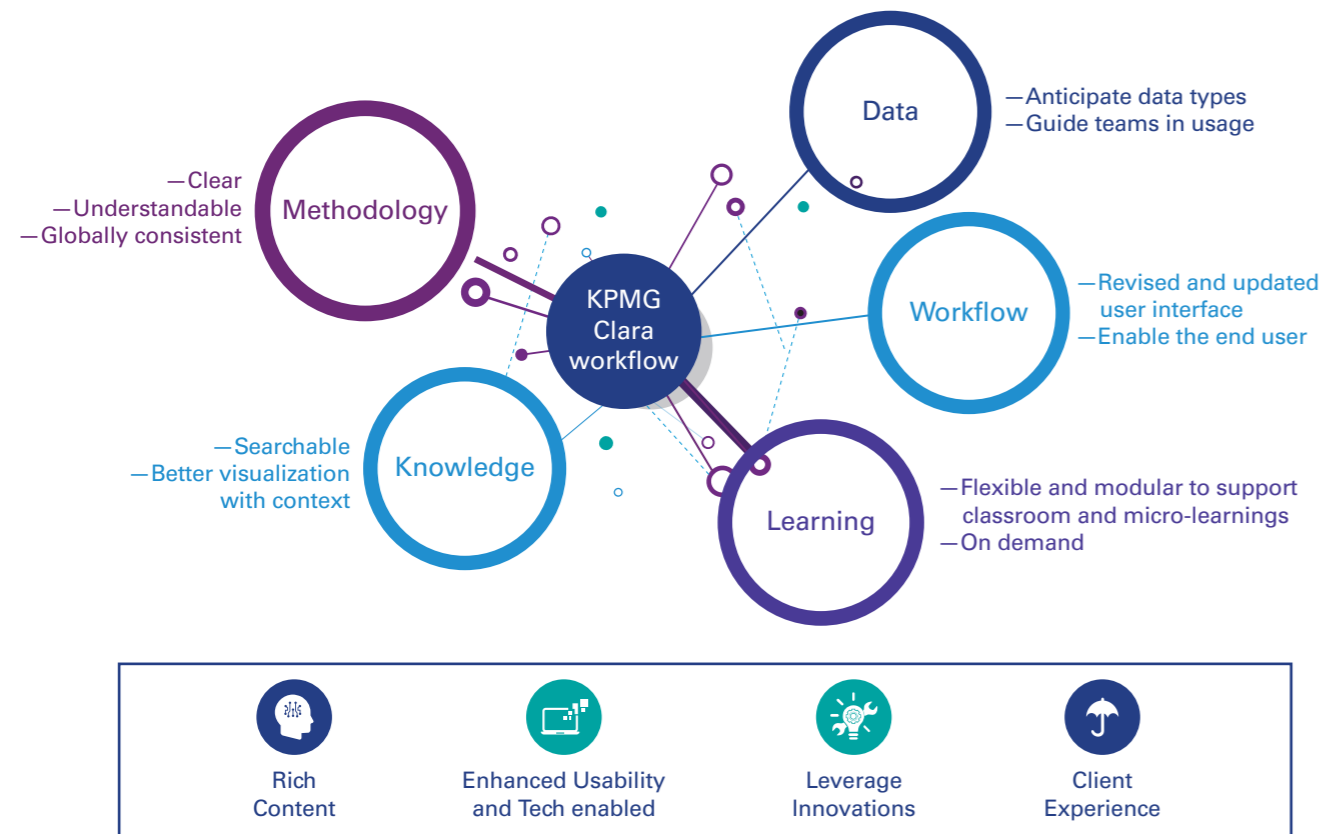 Data
—Anticipate data types
—Guide teams in usage
Methodology
—Clear
—Understandable
—Globally consistent
KPMG
Clara
workflow
Workflow
—Revised and updated
user interface
—Enable the end user
Knowledge
—Searchable
—Better visualization
with context
Learning
—Flexible and modular to support
classroom and micro-learnings
—On demand
Rich
Content
Enhanced Usability
and Tech enabled
Leverage
Innovations
Client
Experience